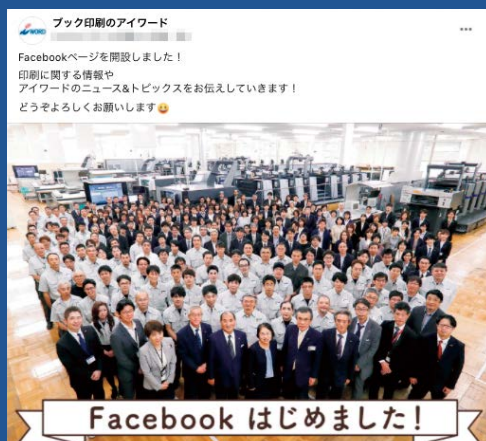 ブック印刷のアイワード
Facebookページを開設しました！
印刷に関する情報や
アイワードのニュース&トピックスをお伝えしていきます！
どうぞよろしくお願いします😀
Facebook はじめました！